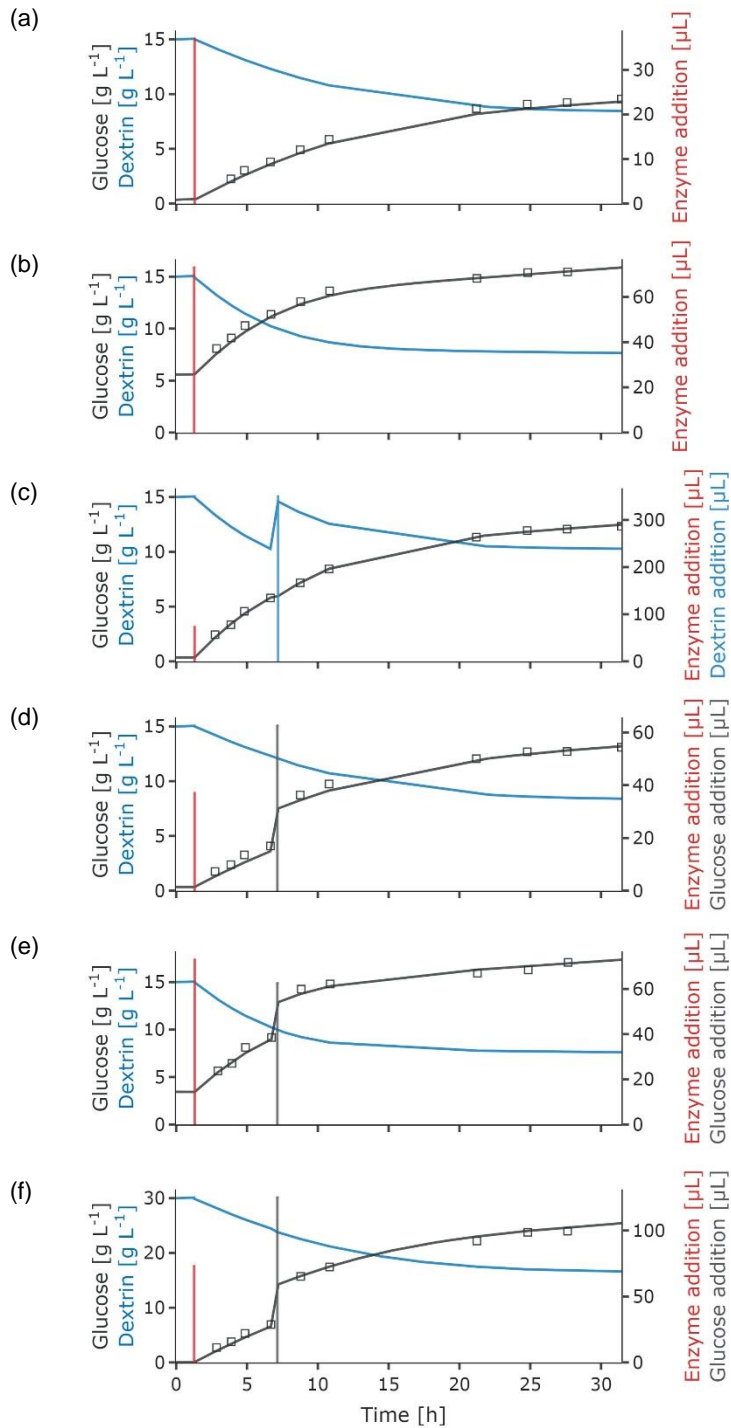 (a)
Glucose [g L⁻¹]
Dextrin [g L⁻¹]
15
10
5
0
30
20
10
0
Enzyme addition [µL]
(b)
Glucose [g L⁻¹]
Dextrin [g L⁻¹]
15
10
5
0
60
40
20
0
Enzyme addition [µL]
(c)
Glucose [g L⁻¹]
Dextrin [g L⁻¹]
15
10
5
0
300
200
100
0
Enzyme addition [µL]
Dextrin addition [µL]
(d)
Glucose [g L⁻¹]
Dextrin [g L⁻¹]
15
10
5
0
60
40
20
0
Enzyme addition [µL]
Glucose addition [µL]
(e)
Glucose [g L⁻¹]
Dextrin [g L⁻¹]
15
10
5
0
60
40
20
0
Enzyme addition [µL]
Glucose addition [µL]
(f)
Glucose [g L⁻¹]
Dextrin [g L⁻¹]
30
20
10
0
100
50
0
Enzyme addition [µL]
Glucose addition [µL]
0 5 10 15 20 25 30
Time [h]